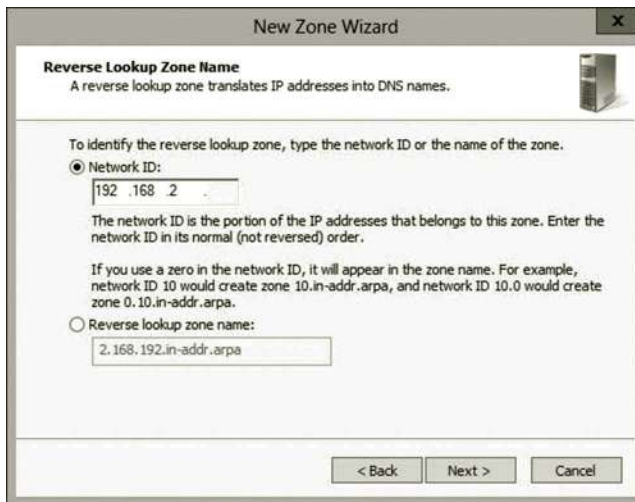 New Zone Wizard
x
Reverse Lookup Zone Name
A reverse lookup zone translates IP addresses into DNS names.
To identify the reverse lookup zone, type the network ID or the name of the zone.
Network ID:
192 .168 .2 .
The network ID is the portion of the IP addresses that belongs to this zone. Enter the
network ID in its normal (not reversed) order.
If you use a zero in the network ID, it will appear in the zone name. For example,
network ID 10 would create zone 10.in-addr.arpa, and network ID 10.0 would create
zone 0.10.in-addr.arpa.
Reverse lookup zone name:
2.168.192.in-addr.arpa
< Back Next > Cancel